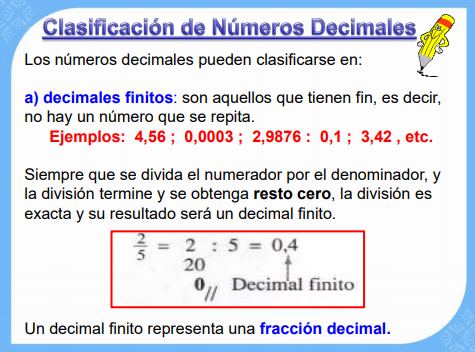 Clasificación de Números Decimales
Los números decimales pueden clasificarse en:
a) decimales finitos: son aquellos que tienen fin, es decir,
no hay un número que se repita.
Ejemplos: 4,56 ; 0,0003 ; 2,9876 : 0,1 ; 3,42 , etc.
Siempre que se divida el numerador por el denominador, y
la división termine y se obtenga resto cero, la división es
exacta y su resultado será un decimal finito.
2/5 = 2 : 5 = 0,4
20
0// Decimal finito
Un decimal finito representa una fracción decimal.